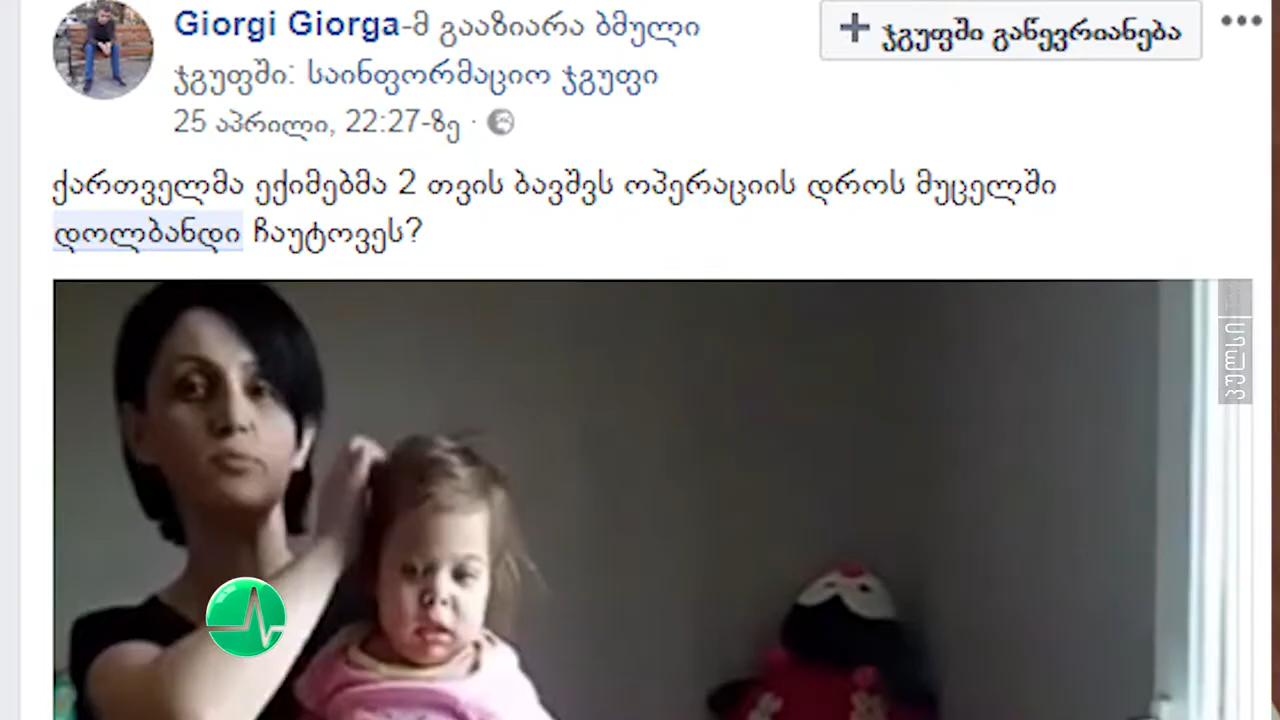 Giorgi Giorga-მ გააზიარა ბმული
ჯგუფში: საინფორმაციო ჯგუფი
25 აპრილი, 22:27-ზე ·
+ ჯგუფში გაწევრიანება
ქართველმა ექიმებმა 2 თვის ბავშვს ოპერაციის დროს მუცელში
დოლბანდი ჩაუტოვეს?
პულსი